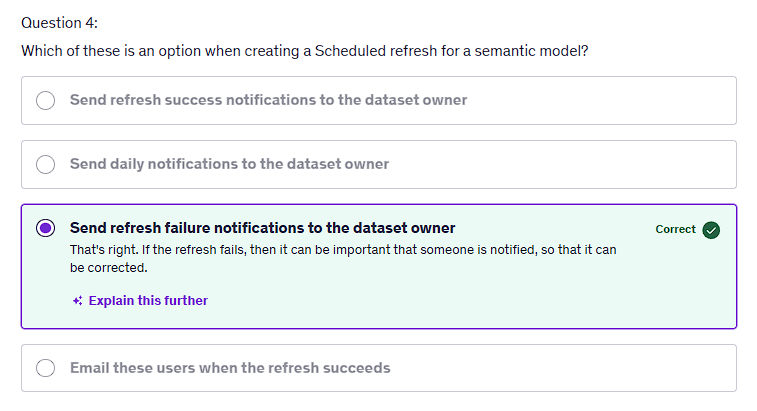 Question 4:
Which of these is an option when creating a Scheduled refresh for a semantic model?
Send refresh success notifications to the dataset owner
Send daily notifications to the dataset owner
Send refresh failure notifications to the dataset owner
Correct
That's right. If the refresh fails, then it can be important that someone is notified, so that it can
be corrected.
Explain this further
Email these users when the refresh succeeds